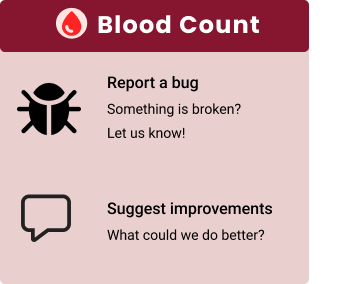 Blood Count
Report a bug
Something is broken?
Let us know!
Suggest improvements
What could we do better?